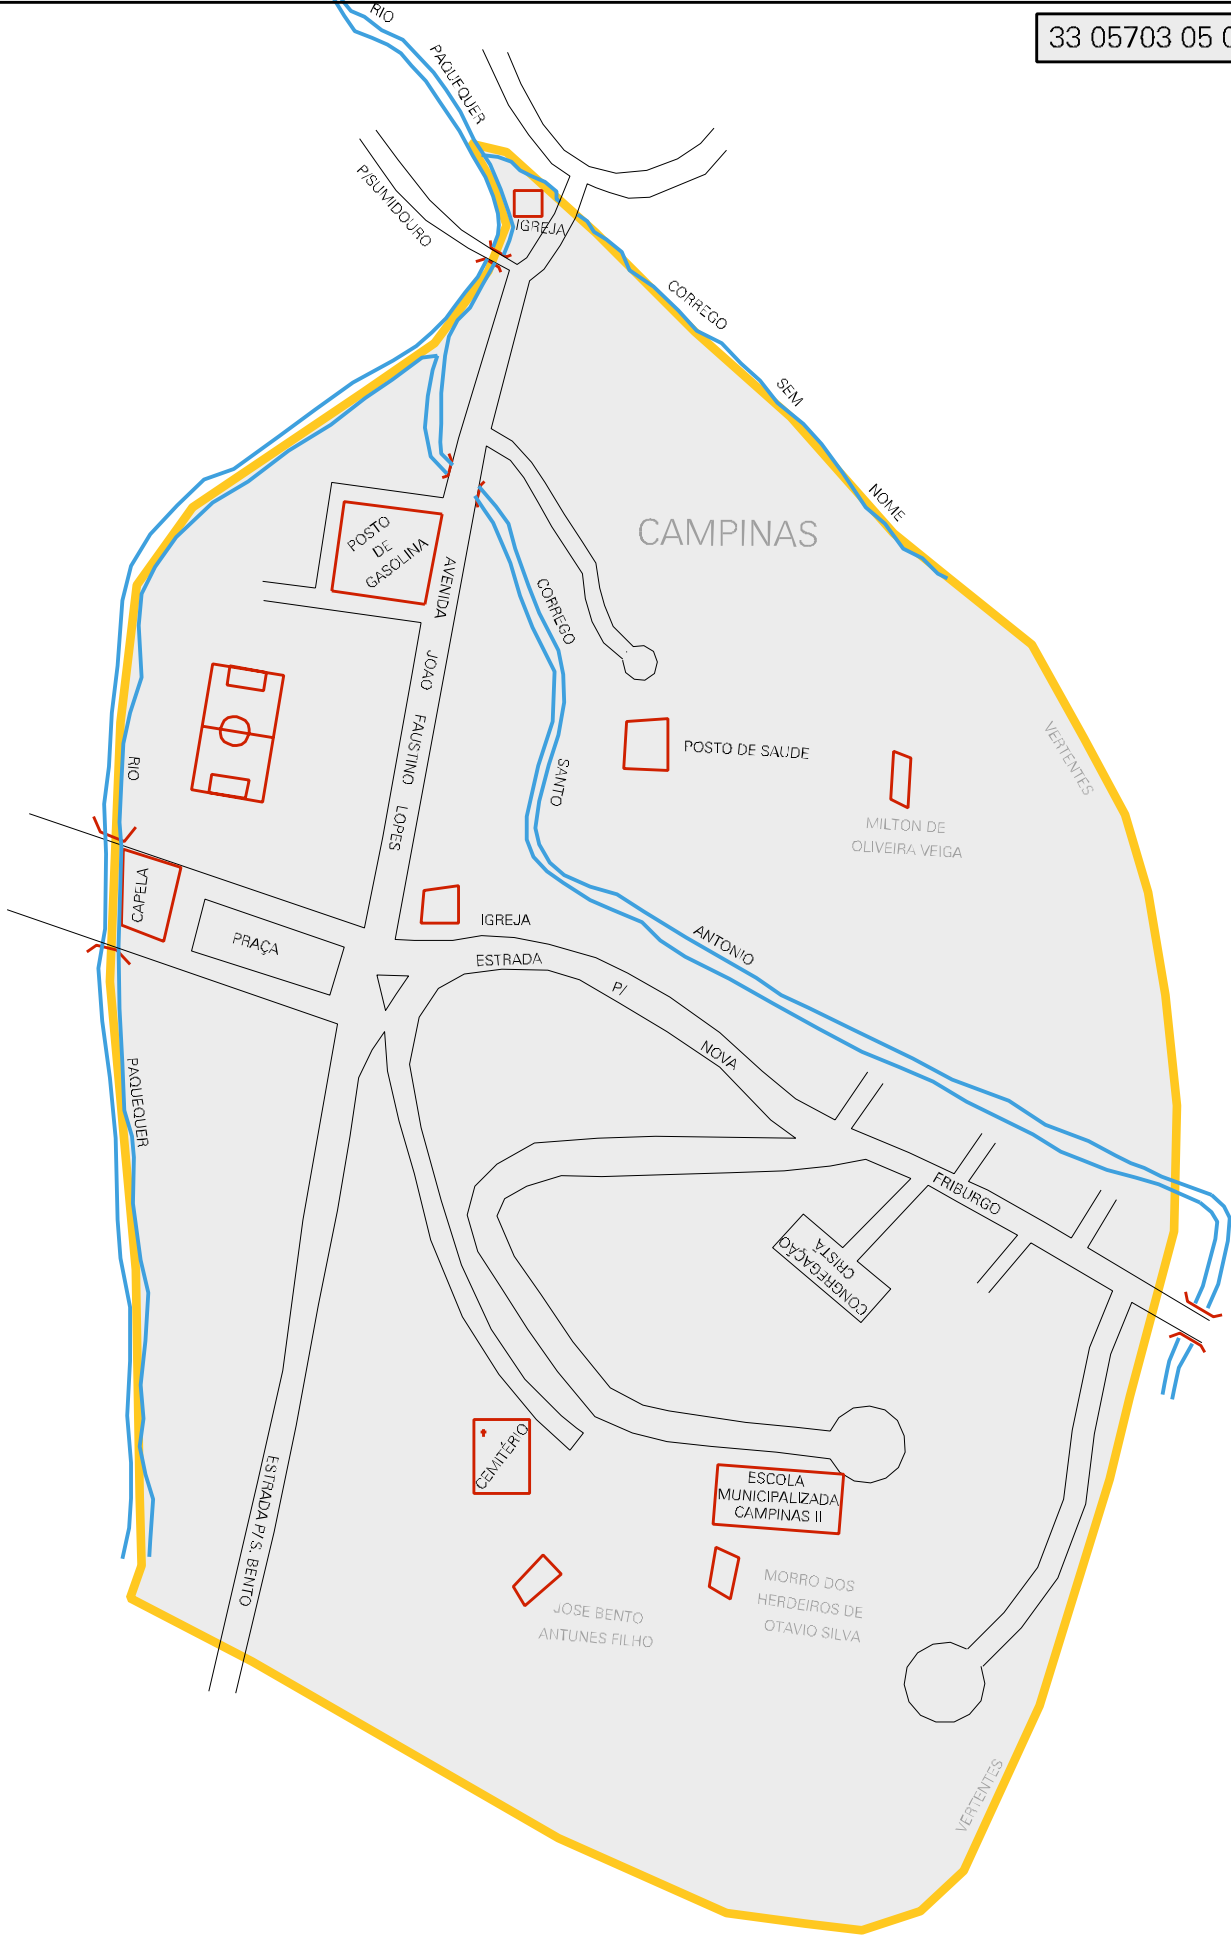 RIO
33 05703 05 0
PAQUEQUER
P/SUMIDOURO
IGREJA
CORREGO
SEM
NOME
CAMPINAS
POSTO
DE
GASOLINA
AVENIDA
JOAO
FAUSTINO
LOPES
CORREGO
SANTO
ANTONIO
POSTO DE SAUDE
VERTENTES
MILTON DE
OLIVEIRA VEIGA
RIO
PAQUEQUER
CAPELA
PRAÇA
IGREJA
ESTRADA
P/
NOVA
FRIBURGO
CONGREGAÇÃO
CRISTÃ
CEMITÉRIO
ESCOLA
MUNICIPALIZADA
CAMPINAS II
ESTRADA P/ S. BENTO
JOSE BENTO
ANTUNES FILHO
MORRO DOS
HERDEIROS DE
OTAVIO SILVA
VERTENTES